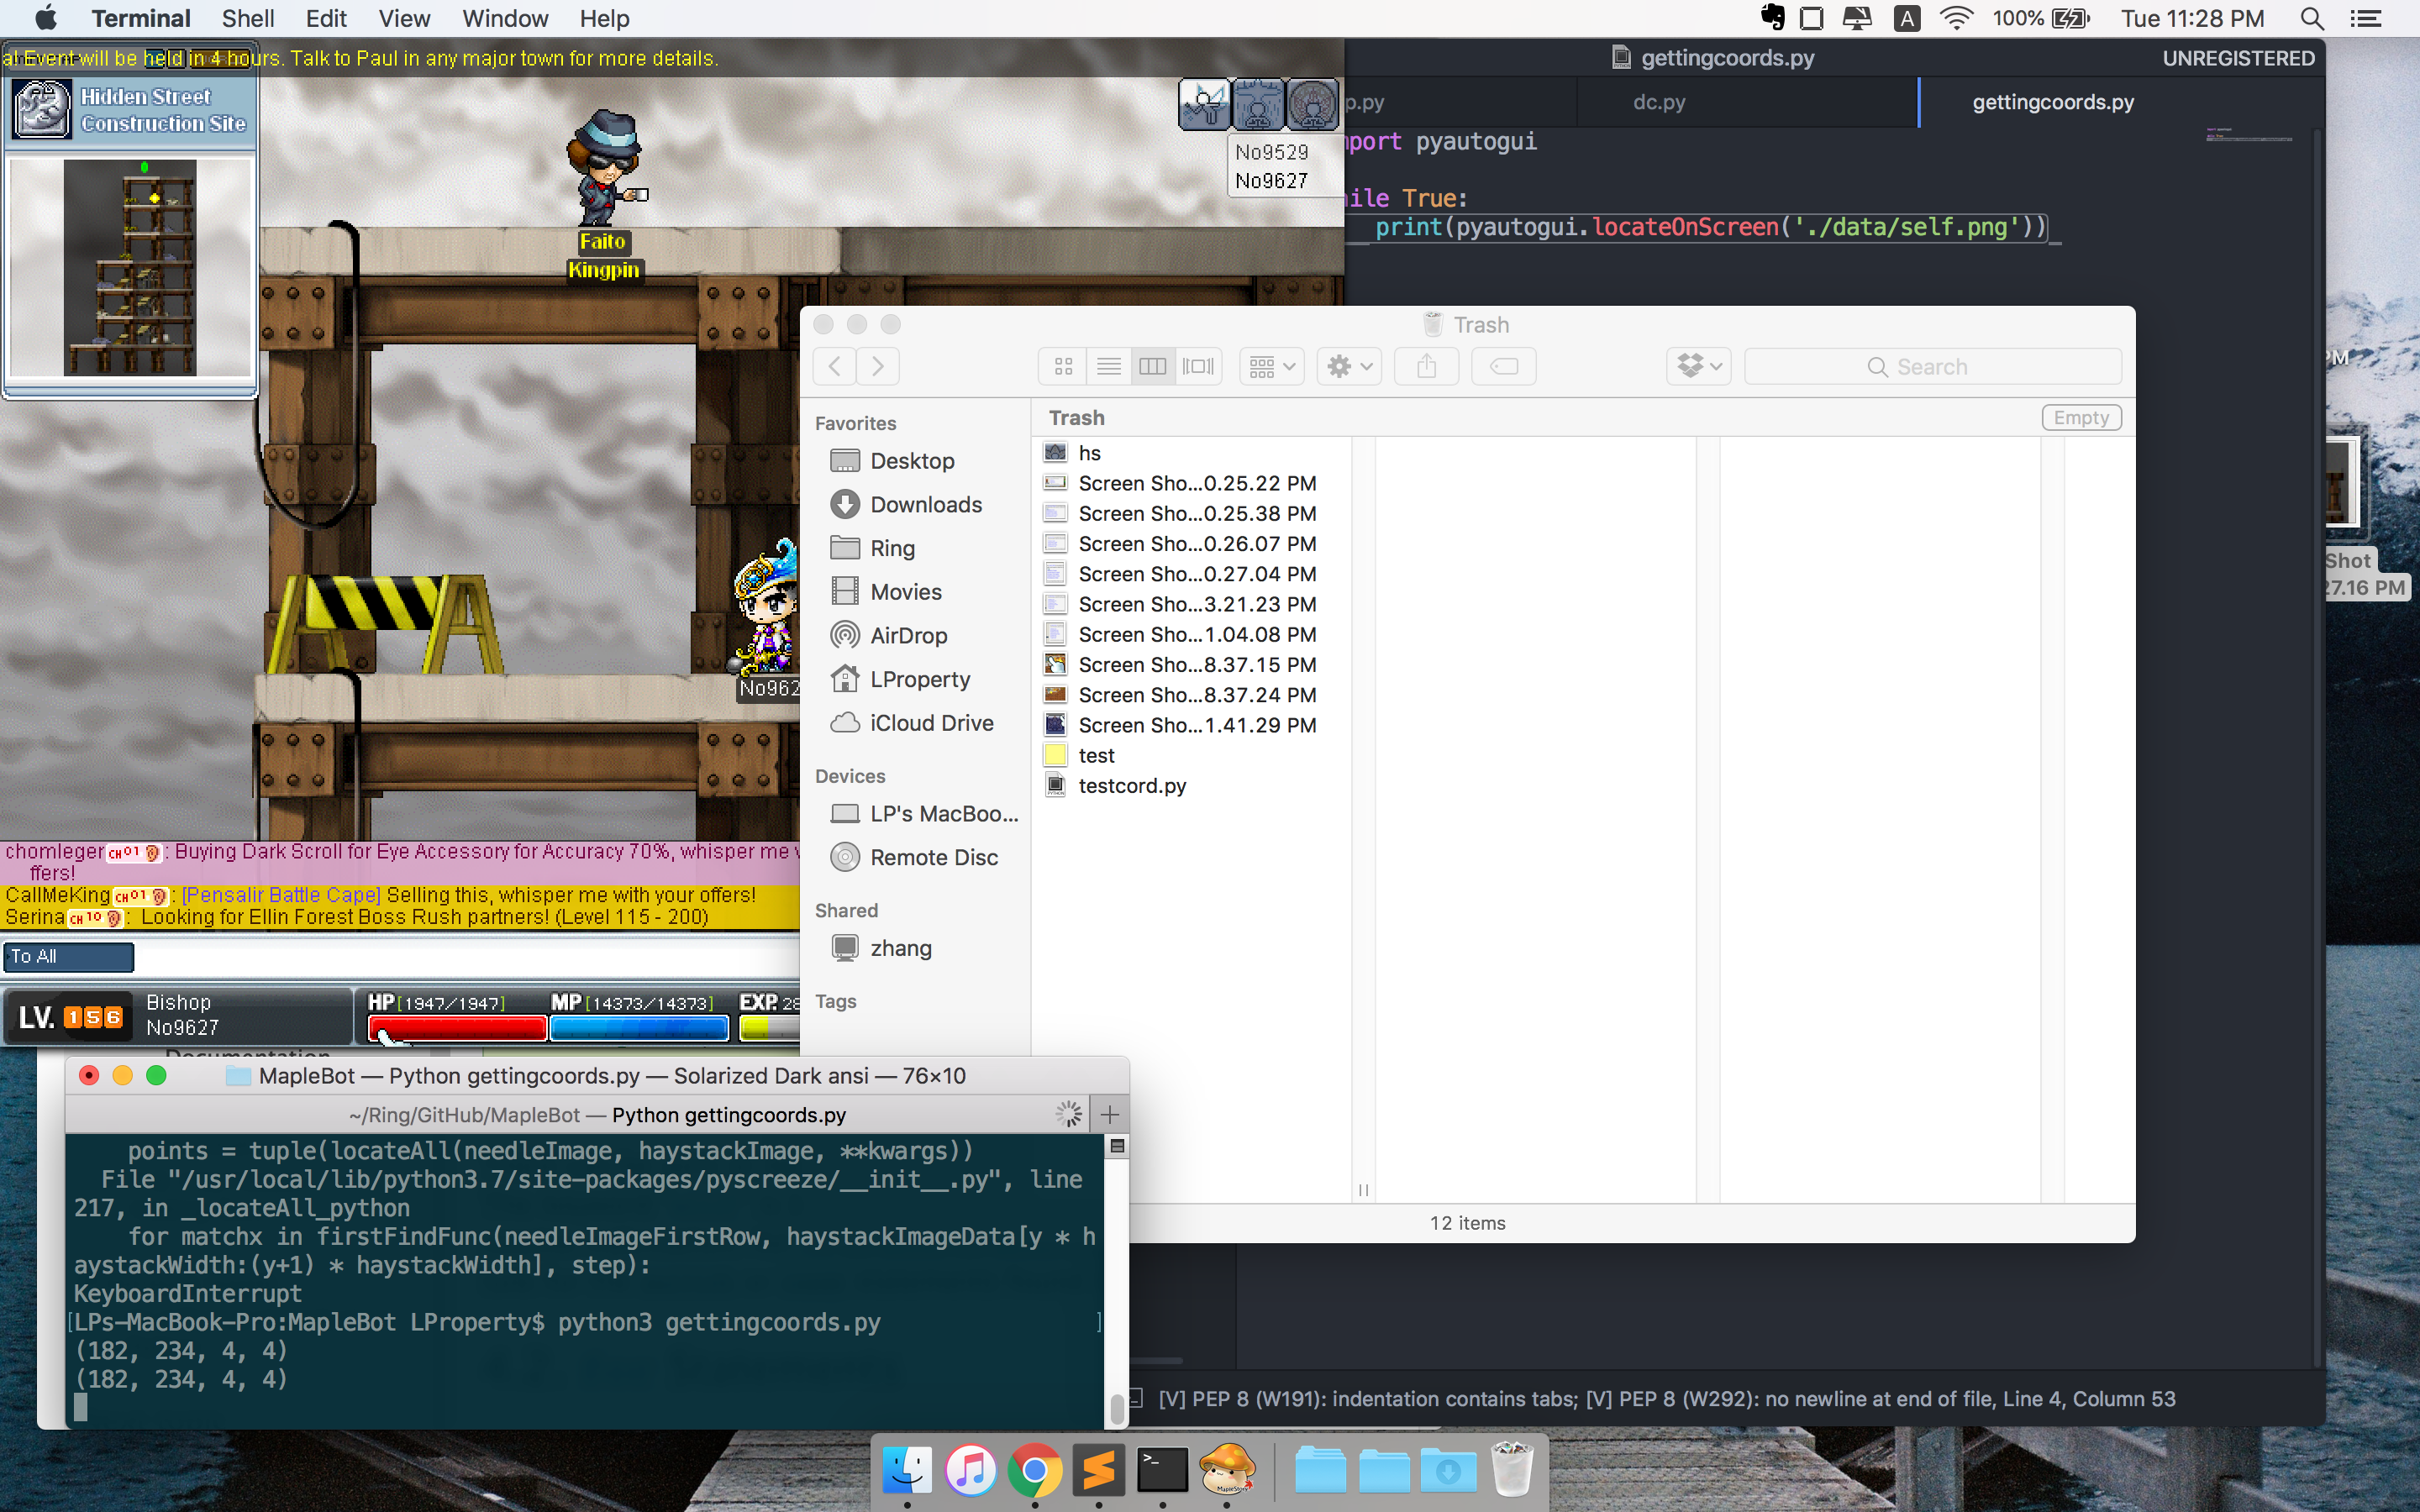 Terminal Shell Edit View Window Help
A 100% Tue 11:28 PM
a! Event will be held in 4 hours. Talk to Paul in any major town for more details.
Hidden Street
Construction Site
No9529
No9627
Faito
Kingpin
No962
chomleger CH 01 : Buying Dark Scroll for Eye Accessory for Accuracy 70%, whisper me
ffers!
CallMeKing CH 01 : [Pensalir Battle Cape] Selling this, whisper me with your offers!
Serina CH 10 : Looking for Ellin Forest Boss Rush partners! (Level 115 - 200)
To All
LV. 156
Bishop
No9627
HP[1947/1947] MP[14373/14373] EXP. 28
gettingcoords.py
UNREGISTERED
p.py dc.py gettingcoords.py
mport pyautogui
ile True:
print(pyautogui.locateOnScreen('./data/self.png'))
Trash
Search
Favorites
Desktop
Downloads
Ring
Movies
AirDrop
LProperty
iCloud Drive
Devices
LP's MacBoo...
Remote Disc
Shared
zhang
Tags
Trash
Empty
hs
Screen Sho...0.25.22 PM
Screen Sho...0.25.38 PM
Screen Sho...0.26.07 PM
Screen Sho...0.27.04 PM
Screen Sho...3.21.23 PM
Screen Sho...1.04.08 PM
Screen Sho...8.37.15 PM
Screen Sho...8.37.24 PM
Screen Sho...1.41.29 PM
test
testcord.py
12 items
PM
Shot
27.16 PM
Documentation
MapleBot — Python gettingcoords.py — Solarized Dark ansi — 76×10
~/Ring/GitHub/MapleBot — Python gettingcoords.py
points = tuple(locateAll(needleImage, haystackImage, **kwargs))
File "/usr/local/lib/python3.7/site-packages/pyscreeze/__init__.py", line
217, in _locateAll_python
for matchx in firstFindFunc(needleImageFirstRow, haystackImageData[y * h
aystackWidth:(y+1) * haystackWidth], step):
KeyboardInterrupt
[LPs-MacBook-Pro:MapleBot LProperty$ python3 gettingcoords.py ]
(182, 234, 4, 4)
(182, 234, 4, 4)
[V] PEP 8 (W191): indentation contains tabs; [V] PEP 8 (W292): no newline at end of file, Line 4, Column 53